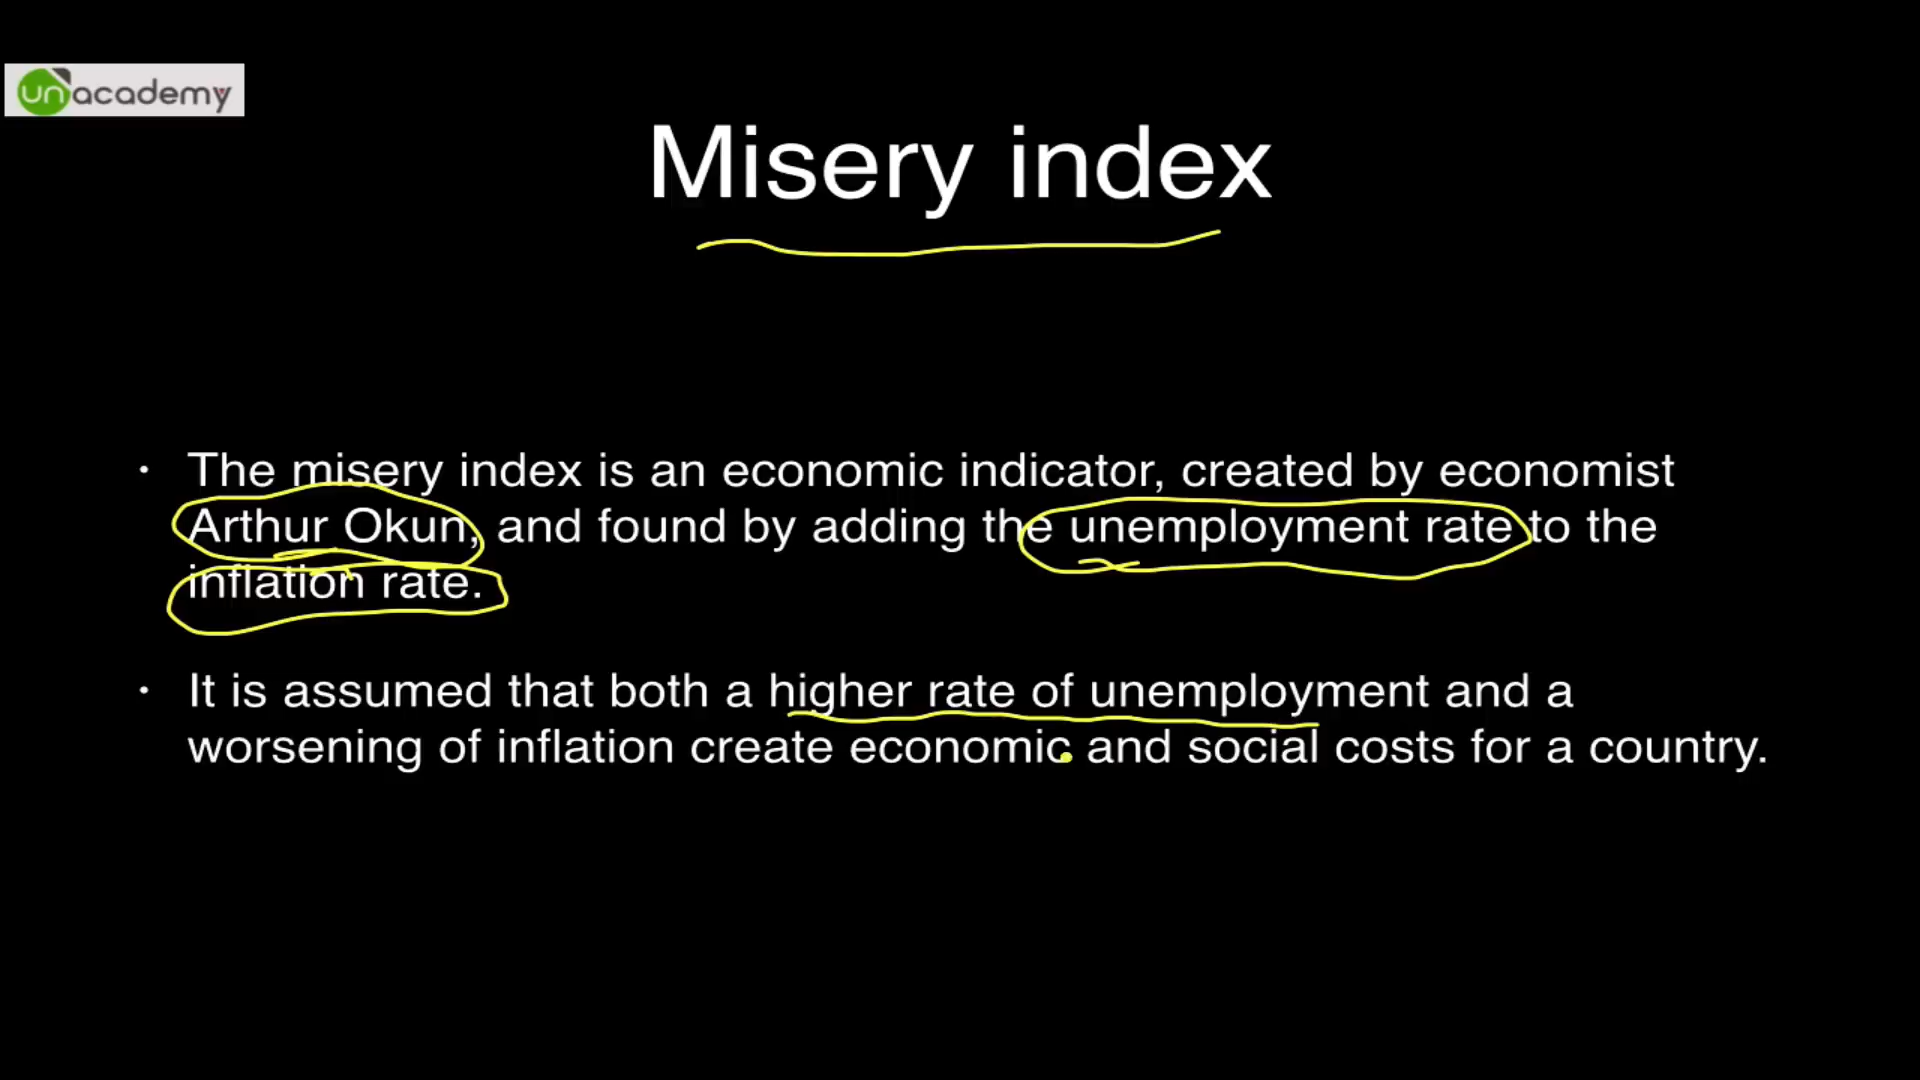 unacademy
Misery index
• The misery index is an economic indicator, created by economist
Arthur Okun, and found by adding the unemployment rate to the
inflation rate.
• It is assumed that both a higher rate of unemployment and a
worsening of inflation create economic and social costs for a country.